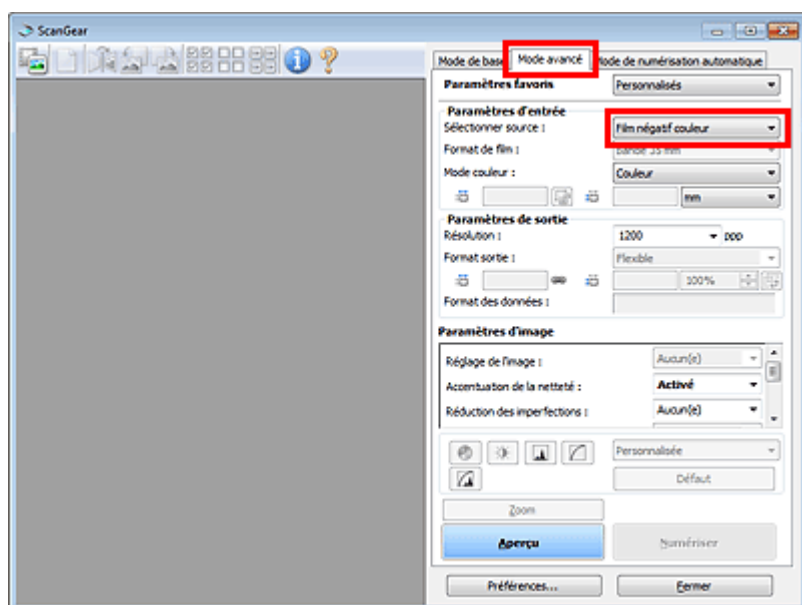 ScanGear
Mode de base Mode avancé Mode de numérisation automatique
Paramètres favoris Personnalisés
Paramètres d'entrée
Sélectionner source : Film négatif couleur
Format de film : Bande 35 mm
Mode couleur : Couleur
mm
Paramètres de sortie
Résolution : 1200 ppp
Format sortie : Flexible
100%
Format des données :
Paramètres d'image
Réglage de l'image : Aucun(e)
Accentuation de la netteté : Activé
Réduction des imperfections : Aucun(e)
Personnalisée
Défaut
Zoom
Aperçu Numériser
Préférences... Fermer